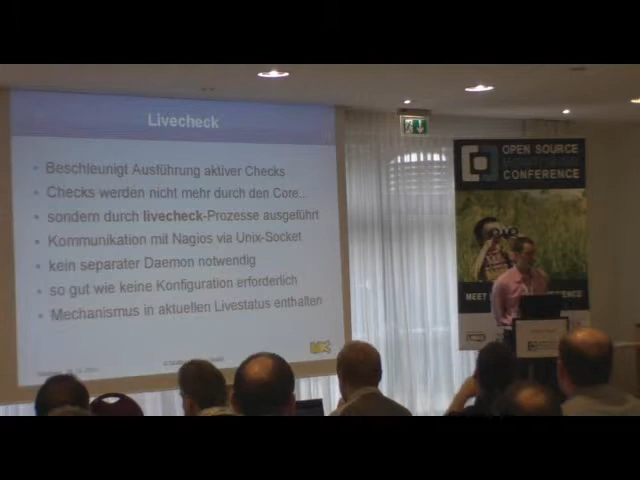 Livecheck
Beschleunigt Ausführung aktiver Checks
Checks werden nicht mehr durch den Core...
sondern durch livecheck-Prozesse ausgeführt
Kommunikation mit Nagios via Unix-Socket
kein separater Daemon notwendig
so gut wie keine Konfiguration erforderlich
Mechanismus in aktuellen Livestatus enthalten
OPEN SOURCE
CONFERENCE
MEET